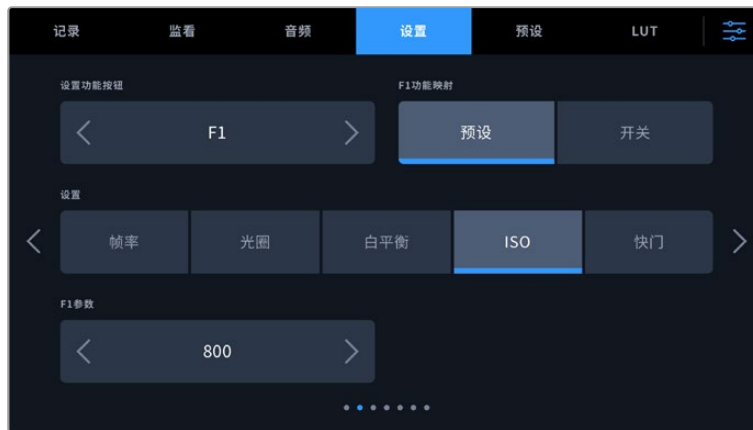 记录 监看 音频 设置 预设 LUT
设置功能按钮 F1功能映射
F1 预设 开关
设置
帧率 光圈 白平衡 ISO 快门
F1参数
800